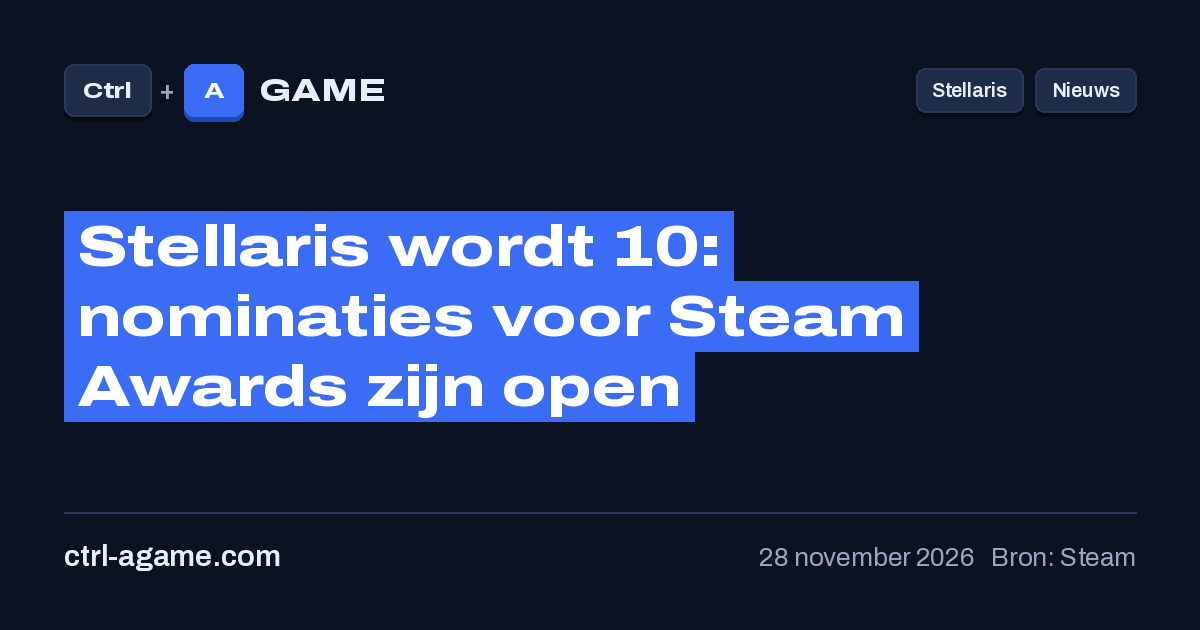 Ctrl + A GAME
Stellaris Nieuws
Stellaris wordt 10:
nominaties voor Steam
Awards zijn open
ctrl-agame.com
28 november 2026 Bron: Steam